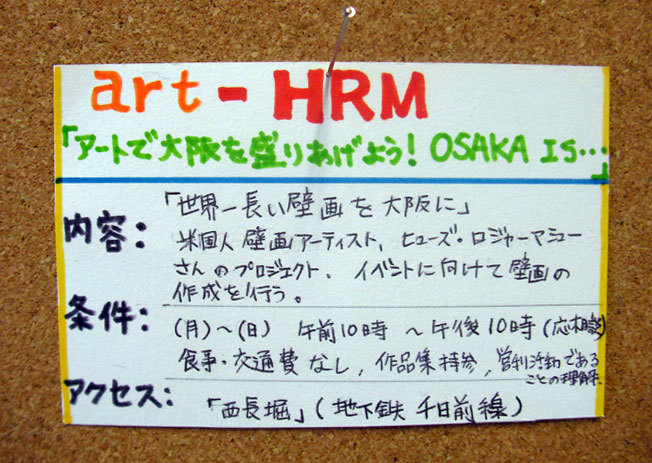 art-HRM
「アートで大阪を盛りあげよう! OSAKA IS…」
内容:「世界一長い壁画を大阪に」
米国人壁画アーティスト、ヒューズ・ロジャーマシュー
さんのプロジェクト、イベントに向けて壁画の
作成を行う。
条件:(月)~(日) 午前10時 ~午後10時(応相談)
食事・交通費なし, 作品集持参, 営利活動である
ことの理解.
アクセス:「西長堀」(地下鉄 千日前線)